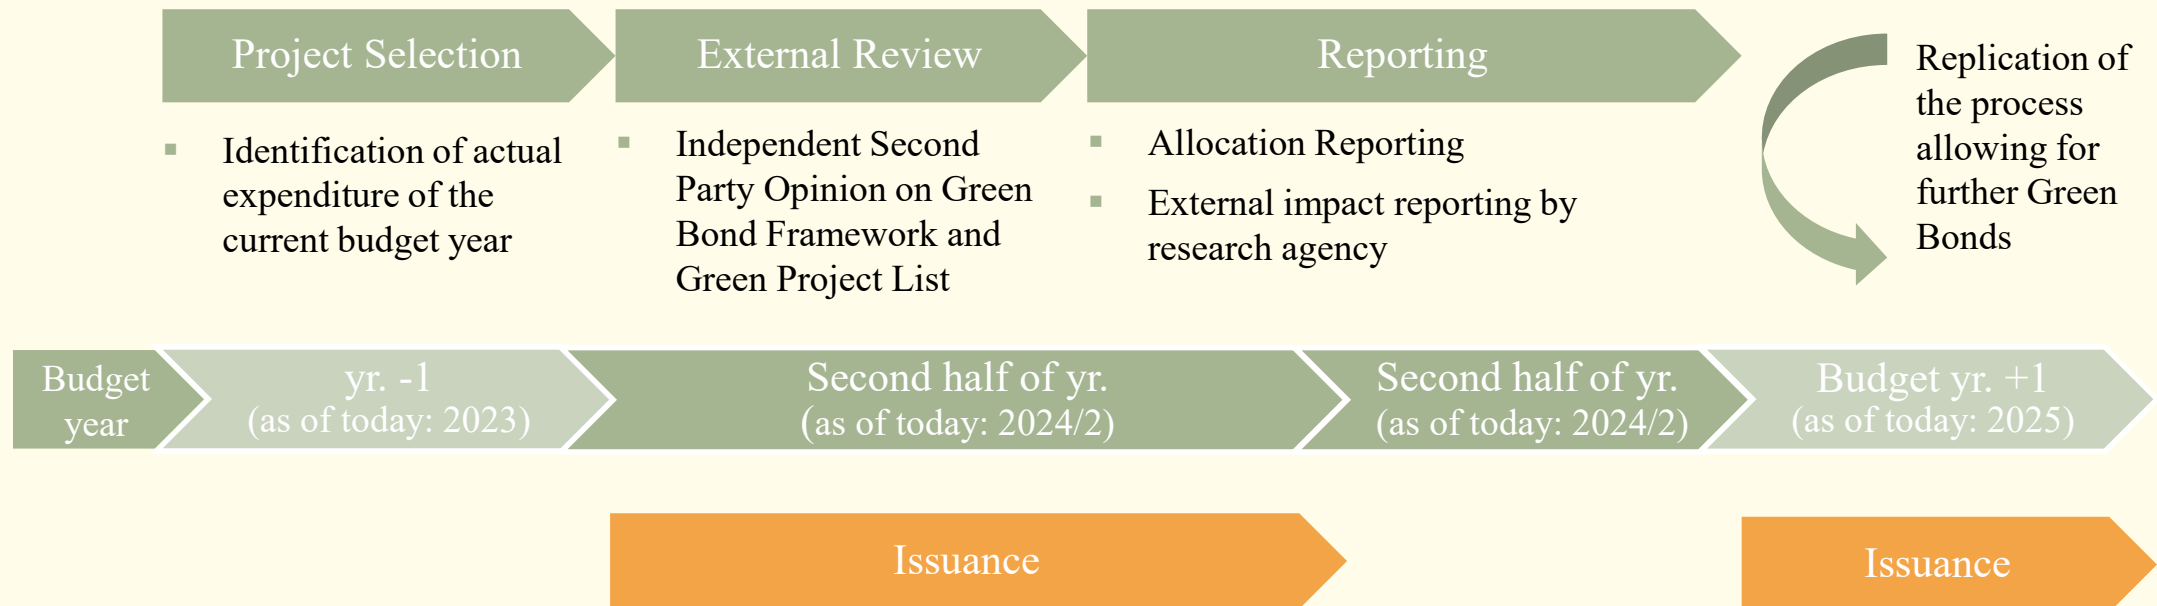 Project Selection
External Review
Reporting
Identification of actual
expenditure of the
current budget year
Independent Second
Party Opinion on Green
Bond Framework and
Green Project List
Allocation Reporting
External impact reporting by
research agency
Replication of
the process
allowing for
further Green
Bonds
Budget
year
yr. -1
(as of today: 2023)
Second half of yr.
(as of today: 2024/2)
Second half of yr.
(as of today: 2024/2)
Budget yr. +1
(as of today: 2025)
Issuance
Issuance